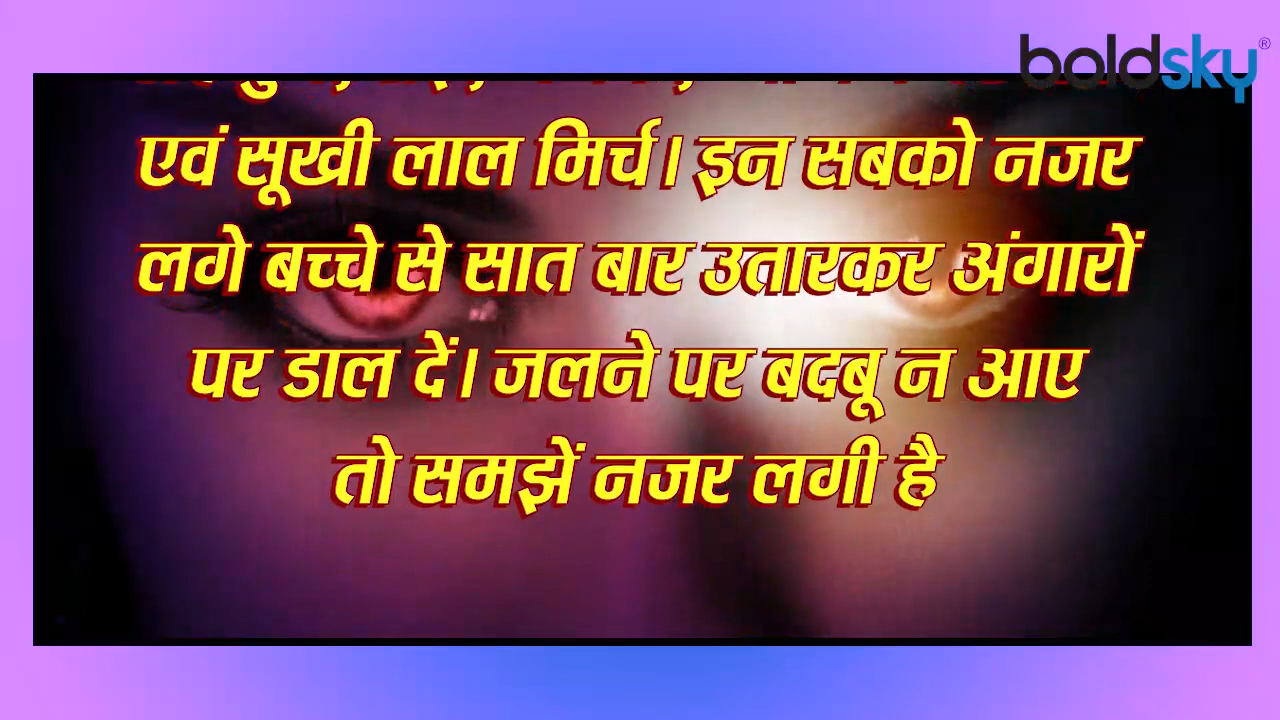 boldsky®
एवं सूखी लाल मिर्च। इन सबको नजर
लगे बच्चे से सात बार उतारकर अंगारों
पर डाल दें। जलने पर बदबू न आए
तो समझें नजर लगी है